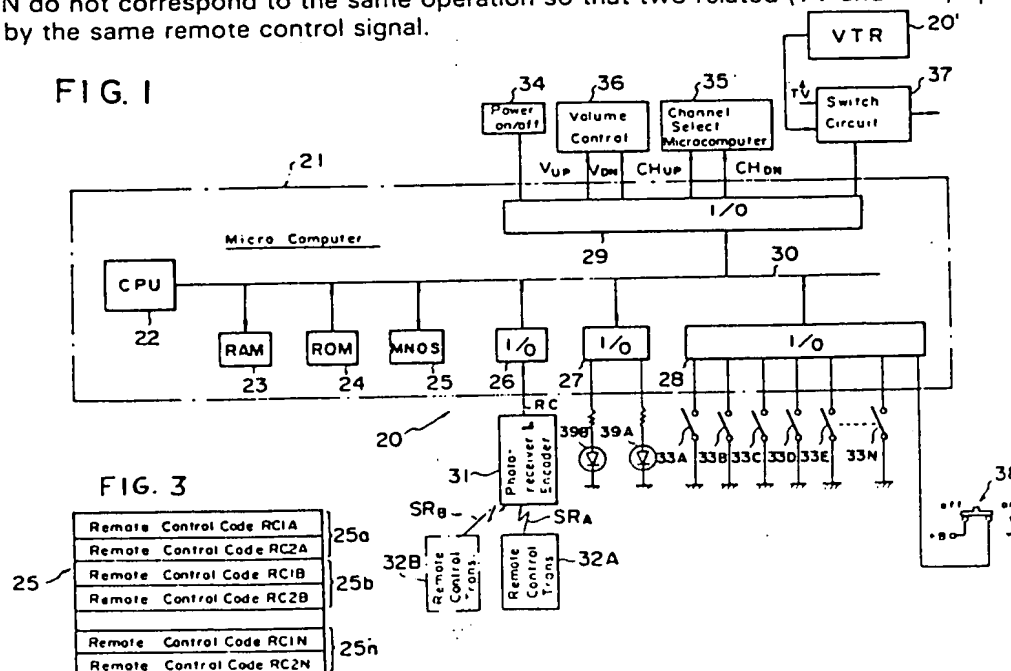 N do not correspond to the same operation so that two related (TV and
by the same remote control signal.
FIG. 1
VTR
20'
34
36
35
37
Power on/off
Volume Control
Channel Select Microcomputer
TV
Switch Circuit
VUP
VDN
CHUP
CHDN
21
I/O
29
30
Micro Computer
CPU
22
RAM
23
ROM
24
MNOS
25
I/O
26
I/O
27
I/O
28
RC
20
39B
39A
33A
33B
33C
33D
33E
33N
31
Photo-receiver Encoder
38
off
+B
SRB
SRA
32B
Remote Control Trans.
32A
Remote Control Trans
FIG. 3
25
Remote Control Code RC1A
Remote Control Code RC2A
25a
Remote Control Code RC1B
Remote Control Code RC2B
25b
Remote Control Code RC1N
Remote Control Code RC2N
25n